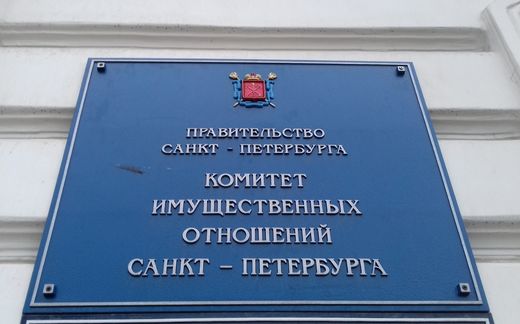 ПРАВИТЕЛЬСТВО
САНКТ - ПЕТЕРБУРГА
КОМИТЕТ
ИМУЩЕСТВЕННЫХ
ОТНОШЕНИЙ
САНКТ – ПЕТЕРБУРГА